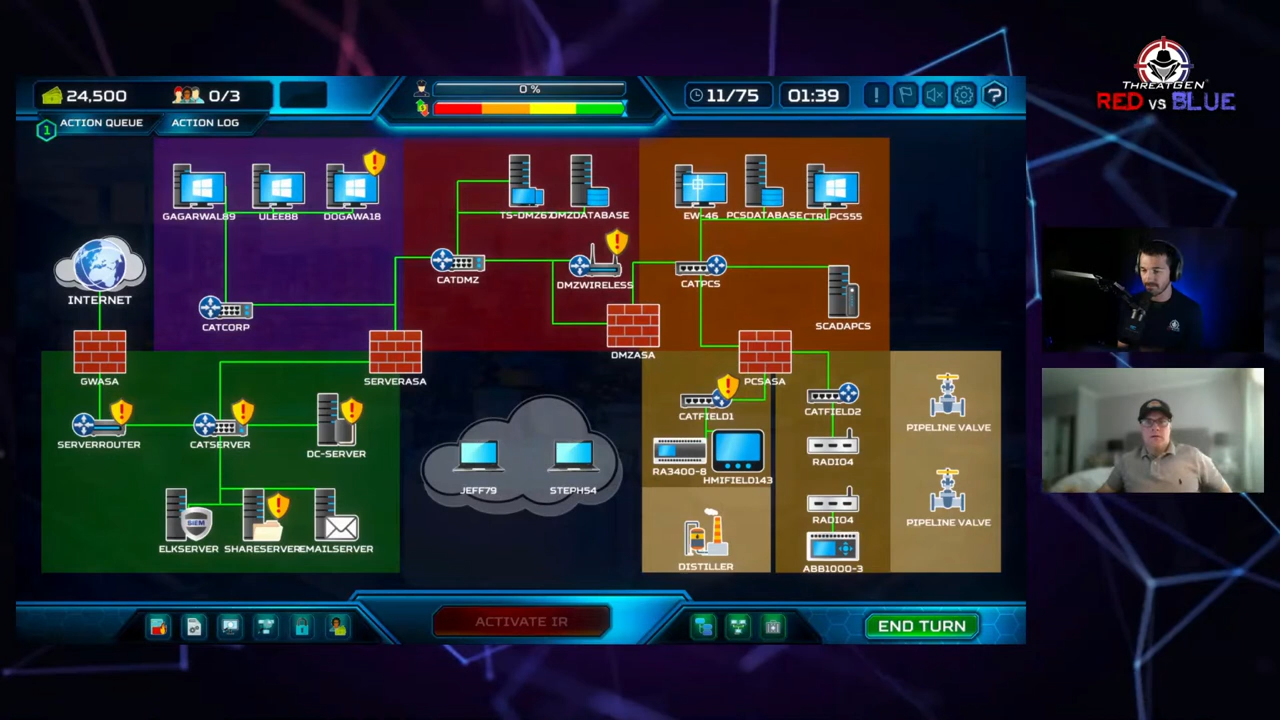 24,500
0/3
0 %
11/75
01:39
!
?
1
ACTION QUEUE
ACTION LOG
THREATGEN
RED vs BLUE
GAGARWAL89
ULEE88
DOGAWA18
TS-DMZ67
DMZDATABASE
EW-46
PCSDATABASE
CTRLPCS55
INTERNET
CATCORP
CATDMZ
DMZWIRELESS
CATPCS
SCADAPCS
GWASA
SERVERASA
DMZASA
PCSASA
SERVERROUTER
CATSERVER
DC-SERVER
CATFIELD1
CATFIELD2
PIPELINE VALVE
JEFF79
STEPH54
RA3400-8
HMIFIELD143
RADIO4
SIEM
ELKSERVER
SHARESERVER
EMAILSERVER
DISTILLER
RADIO4
ABB1000-3
PIPELINE VALVE
ACTIVATE IR
END TURN